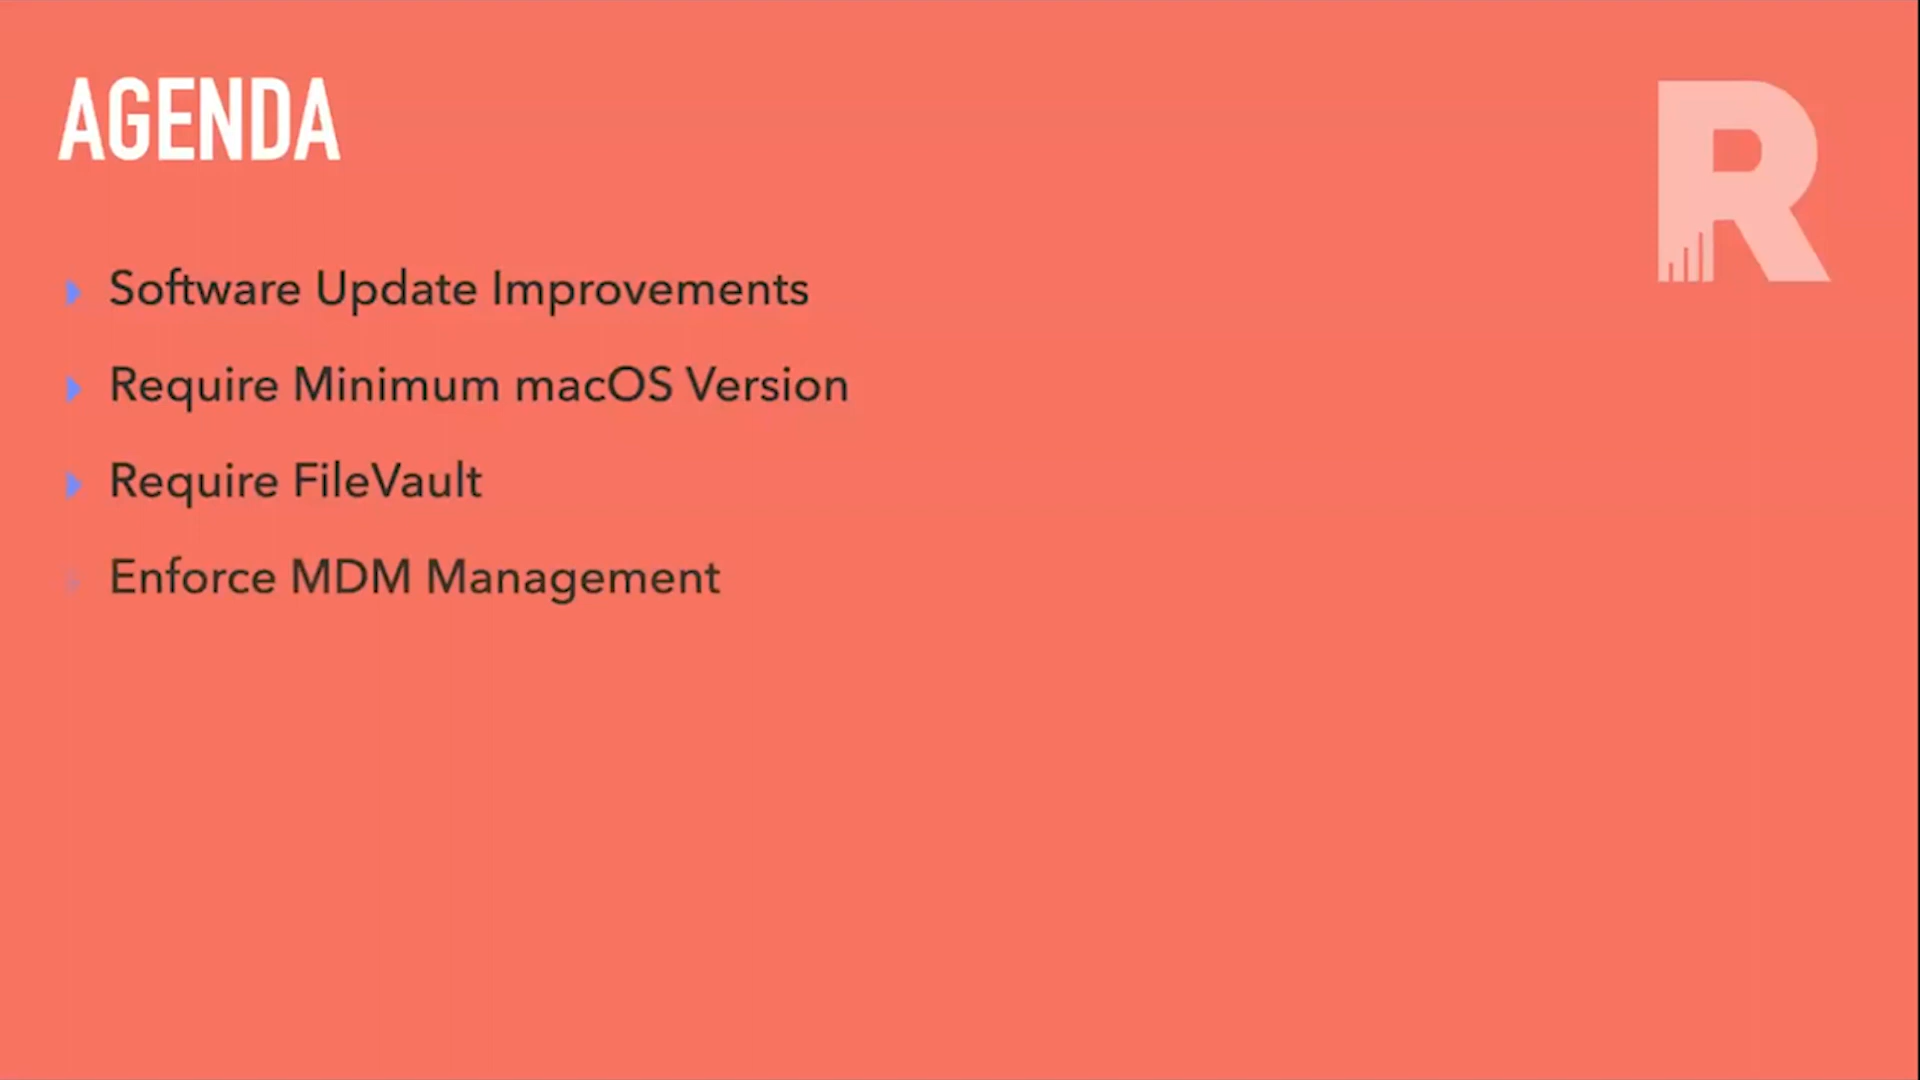 AGENDA
R
Software Update Improvements
Require Minimum macOS Version
Require FileVault
Enforce MDM Management